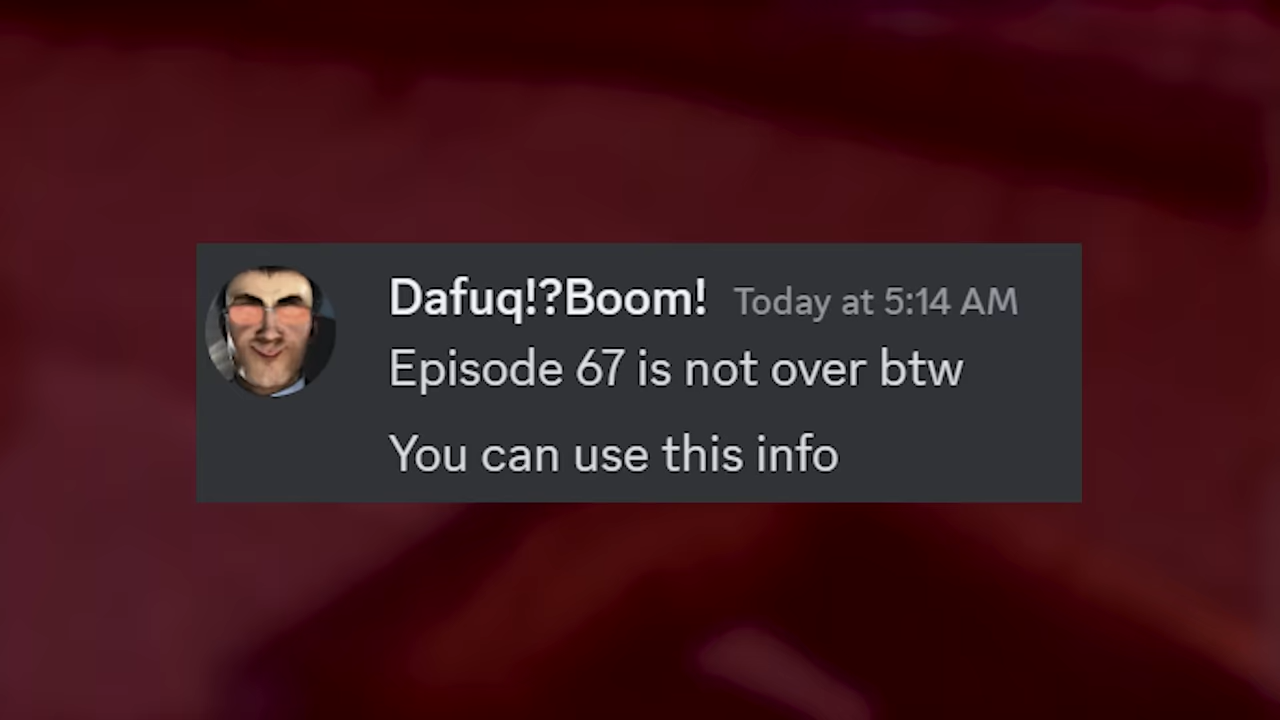 Dafuq!?Boom! Today at 5:14 AM
Episode 67 is not over btw
You can use this info